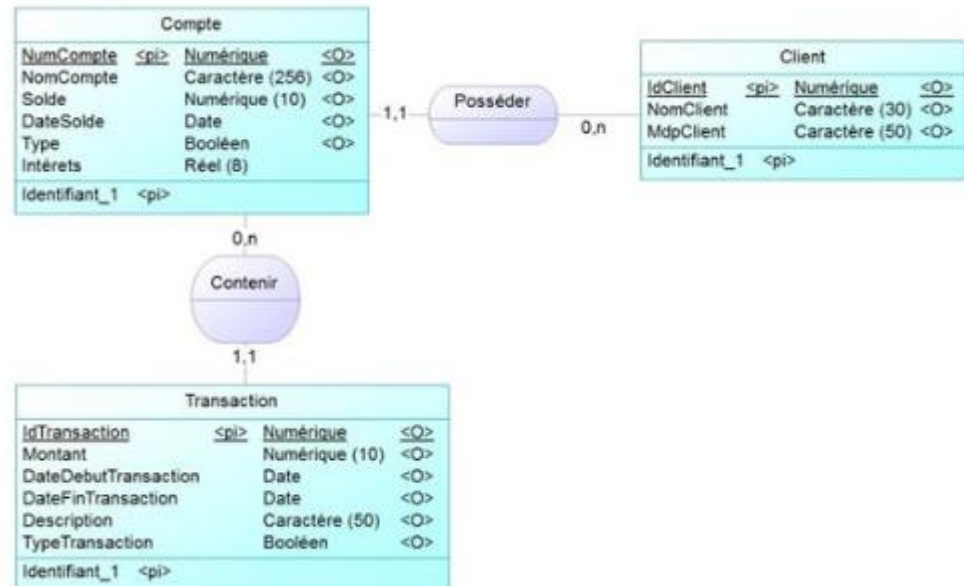 Compte
NumCompte <pi> Numérique <O>
NomCompte Caractère (256) <O>
Solde Numérique (10) <O>
DateSolde Date <O>
Type Booléen <O>
Intérets Réel (8)
Identifiant_1 <pi>
1,1
Posséder
0,n
Client
IdClient <pi> Numérique <O>
NomClient Caractère (30) <O>
MdpClient Caractère (50) <O>
Identifiant_1 <pi>
0,n
Contenir
1,1
Transaction
IdTransaction <pi> Numérique <O>
Montant Numérique (10) <O>
DateDebutTransaction Date <O>
DateFinTransaction Date <O>
Description Caractère (50) <O>
TypeTransaction Booléen <O>
Identifiant_1 <pi>